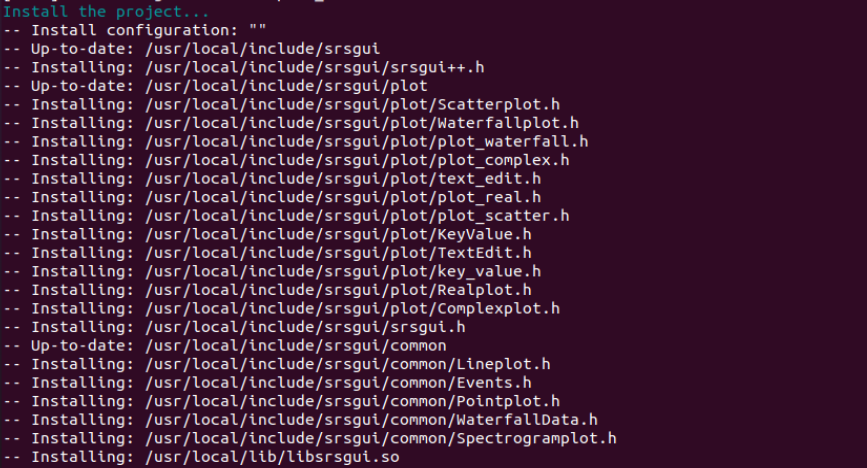 Install the project...
-- Install configuration: ""
-- Up-to-date: /usr/local/include/srsgui
-- Installing: /usr/local/include/srsgui/srsgui++.h
-- Up-to-date: /usr/local/include/srsgui/plot
-- Installing: /usr/local/include/srsgui/plot/Scatterplot.h
-- Installing: /usr/local/include/srsgui/plot/Waterfallplot.h
-- Installing: /usr/local/include/srsgui/plot/plot_waterfall.h
-- Installing: /usr/local/include/srsgui/plot/plot_complex.h
-- Installing: /usr/local/include/srsgui/plot/text_edit.h
-- Installing: /usr/local/include/srsgui/plot/plot_real.h
-- Installing: /usr/local/include/srsgui/plot/plot_scatter.h
-- Installing: /usr/local/include/srsgui/plot/KeyValue.h
-- Installing: /usr/local/include/srsgui/plot/TextEdit.h
-- Installing: /usr/local/include/srsgui/plot/key_value.h
-- Installing: /usr/local/include/srsgui/plot/Realplot.h
-- Installing: /usr/local/include/srsgui/plot/Complexplot.h
-- Installing: /usr/local/include/srsgui/srsgui.h
-- Up-to-date: /usr/local/include/srsgui/common
-- Installing: /usr/local/include/srsgui/common/Lineplot.h
-- Installing: /usr/local/include/srsgui/common/Events.h
-- Installing: /usr/local/include/srsgui/common/Pointplot.h
-- Installing: /usr/local/include/srsgui/common/WaterfallData.h
-- Installing: /usr/local/include/srsgui/common/Spectrogramplot.h
-- Installing: /usr/local/lib/libsrsgui.so